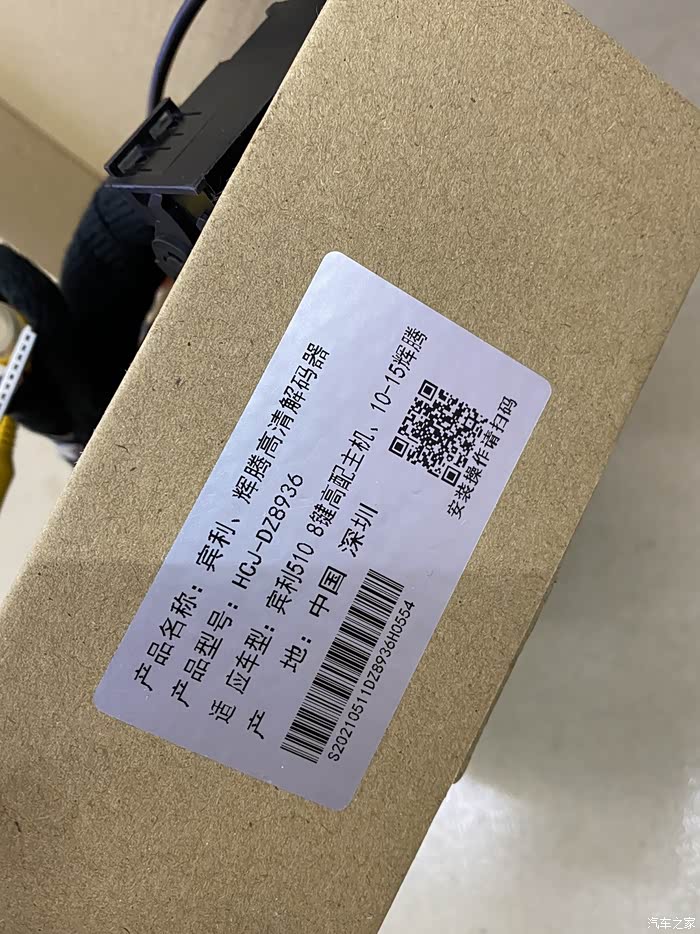 产品名称：宾利、辉腾高清解码器
产品型号：HCJ-DZ8936
适应车型：宾利510 8键高配主机、10-15辉腾
产地：中国 深圳
S20210511DZ8936H0554
安装操作请扫码
汽车之家